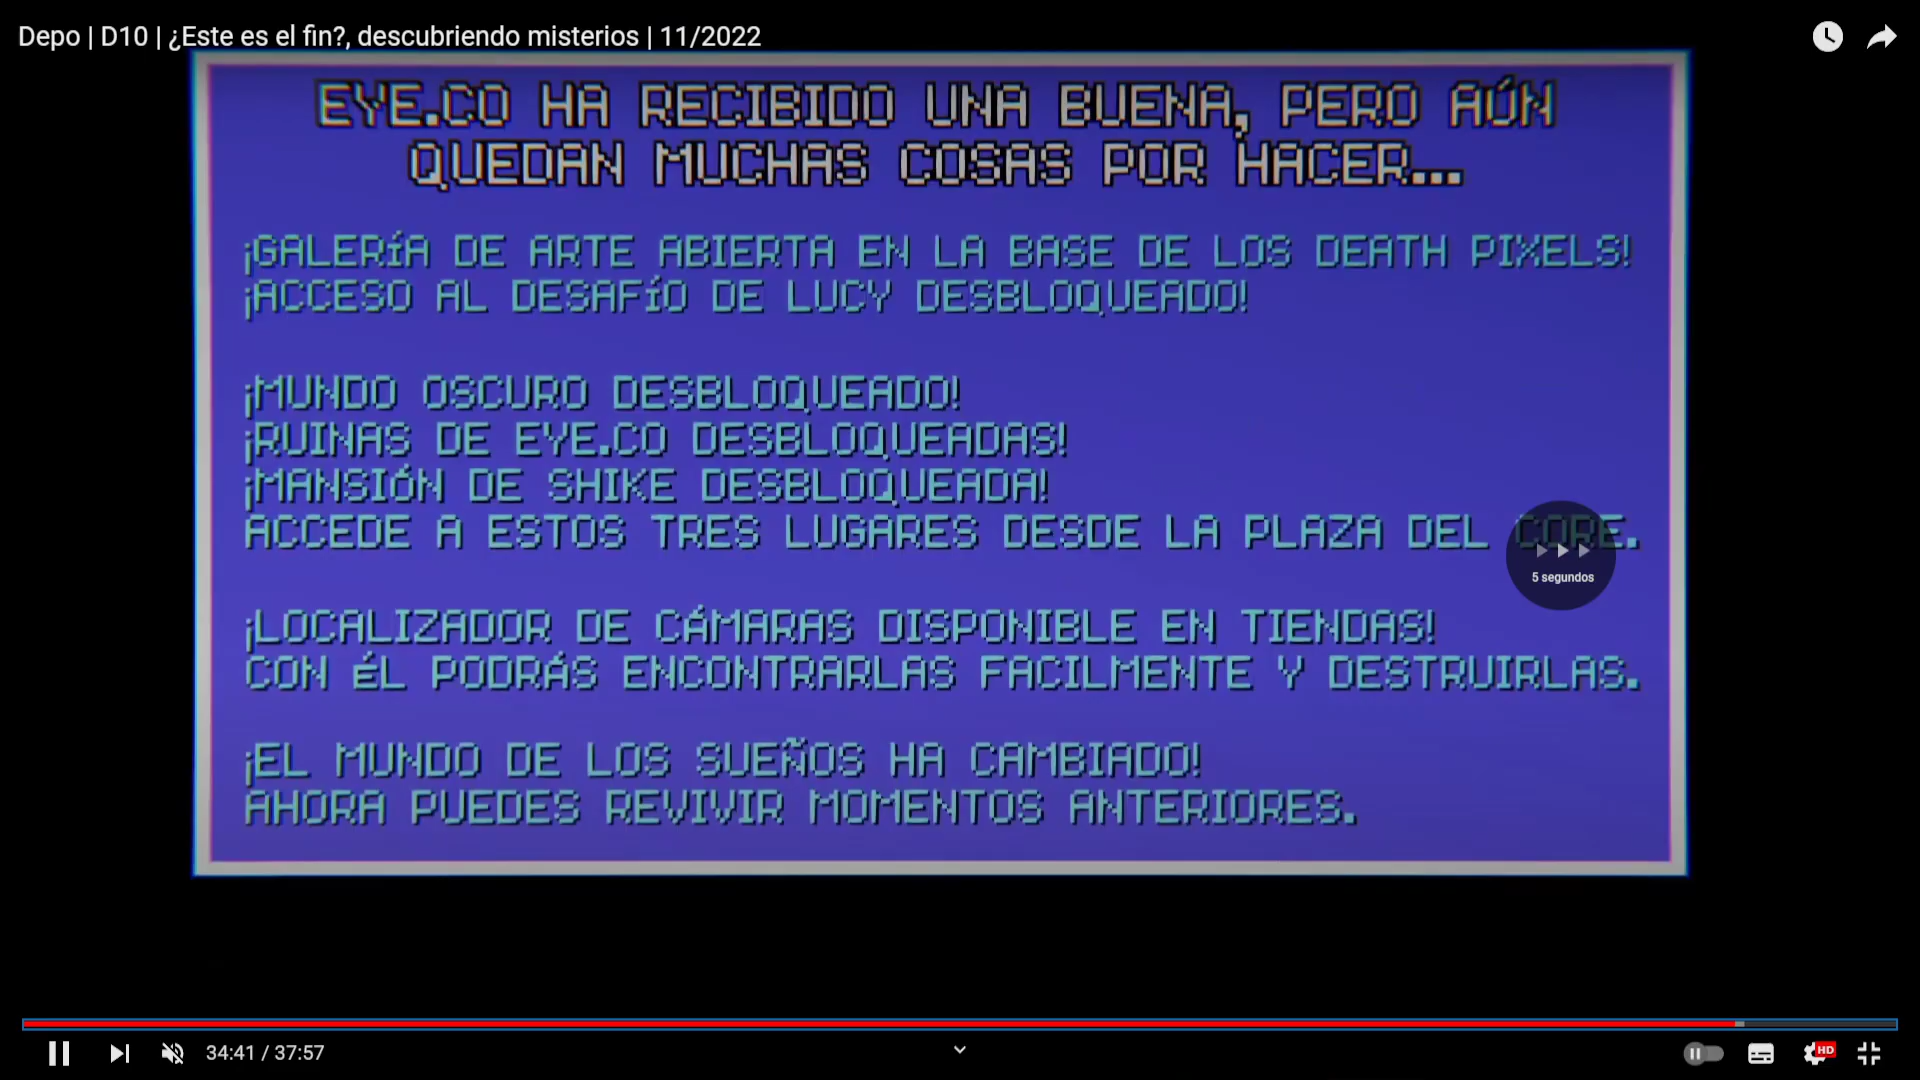 Depo | D10 | ¿Este es el fin?, descubriendo misterios | 11/2022
EYE.CO HA RECIBIDO UNA BUENA, PERO AÚN
QUEDAN MUCHAS COSAS POR HACER...
¡GALERÍA DE ARTE ABIERTA EN LA BASE DE LOS DEATH PIXELS!
¡ACCESO AL DESAFÍO DE LUCY DESBLOQUEADO!
¡MUNDO OSCURO DESBLOQUEADO!
¡RUINAS DE EYE.CO DESBLOQUEADAS!
¡MANSIÓN DE SHIKE DESBLOQUEADA!
ACCEDE A ESTOS TRES LUGARES DESDE LA PLAZA DEL CORE.
5 segundos
¡LOCALIZADOR DE CÁMARAS DISPONIBLE EN TIENDAS!
CON ÉL PODRÁS ENCONTRARLAS FACILMENTE Y DESTRUIRLAS.
¡EL MUNDO DE LOS SUEÑOS HA CAMBIADO!
AHORA PUEDES REVIVIR MOMENTOS ANTERIORES.
34:41 / 37:57
HD